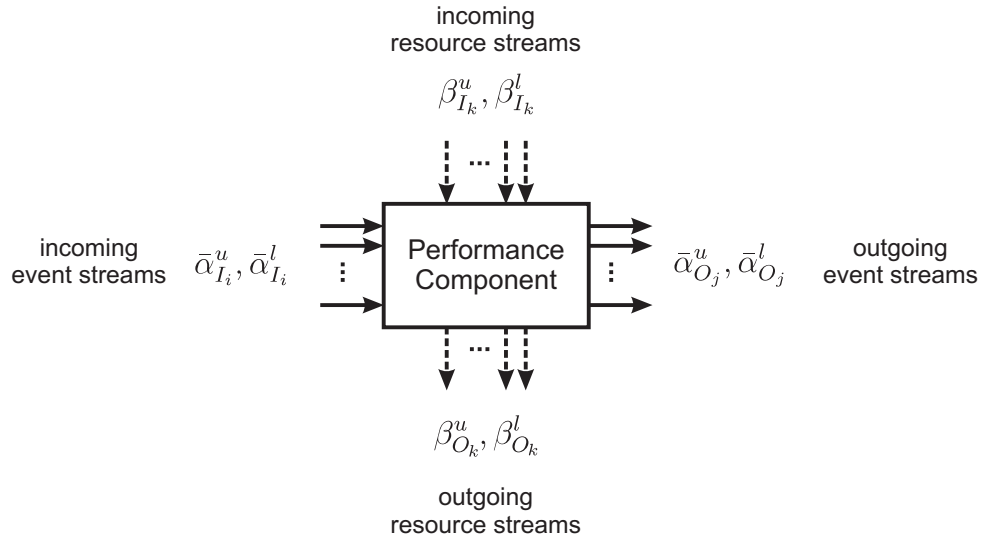 incoming
resource streams
β^u_{I_k}, β^l_{I_k}
...
incoming
event streams
ᾱ^u_{I_i}, ᾱ^l_{I_i}
...
Performance
Component
...
ᾱ^u_{O_j}, ᾱ^l_{O_j}
outgoing
event streams
...
β^u_{O_k}, β^l_{O_k}
outgoing
resource streams